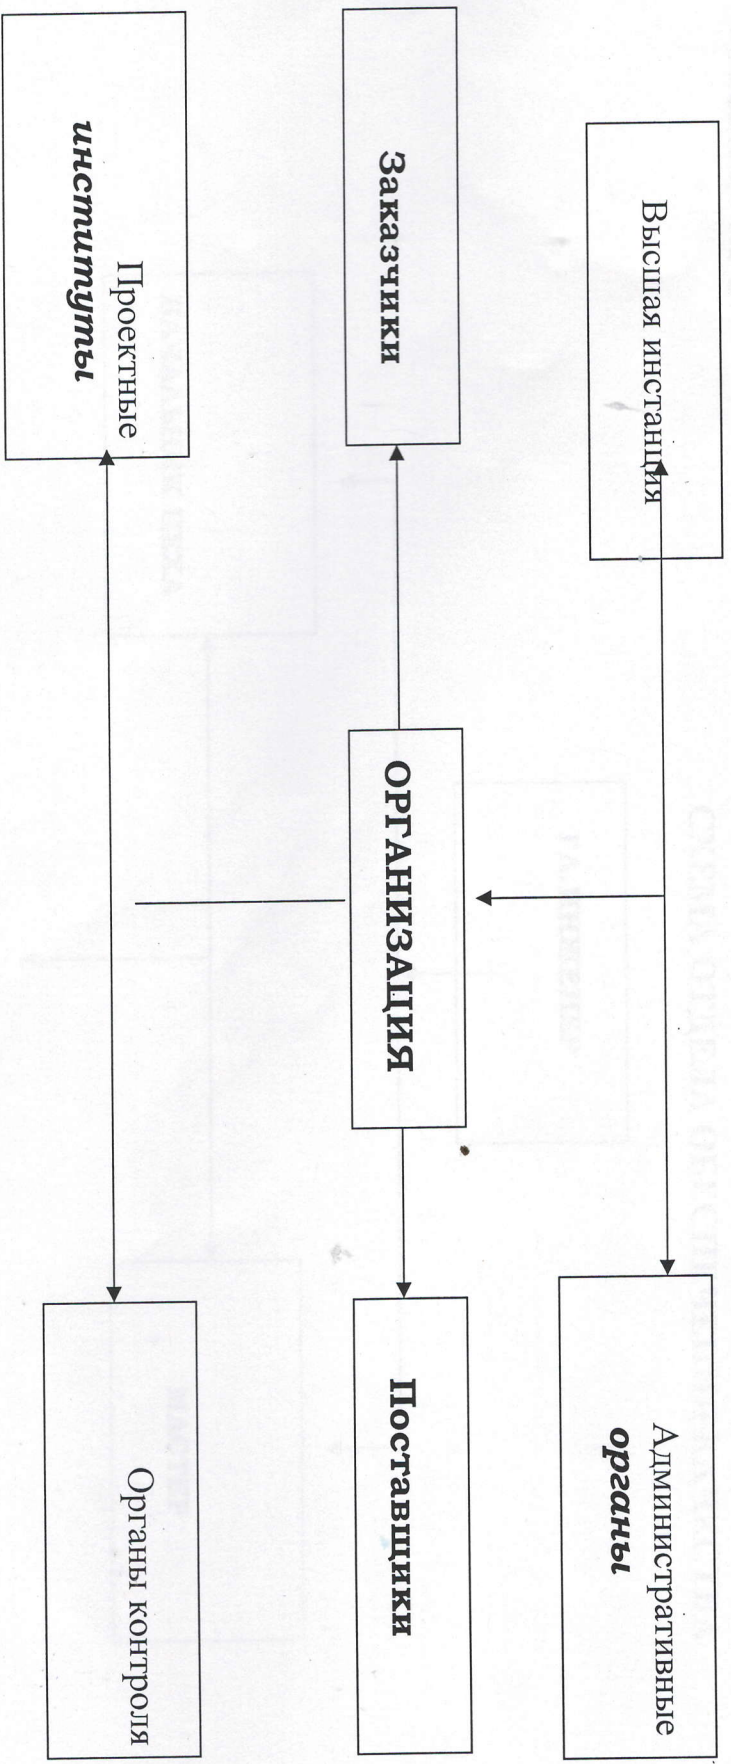 Высшая инстанция
Административные
органы
Заказчики
ОРГАНИЗАЦИЯ
Поставщики
Проектные
институты
Органы контроля